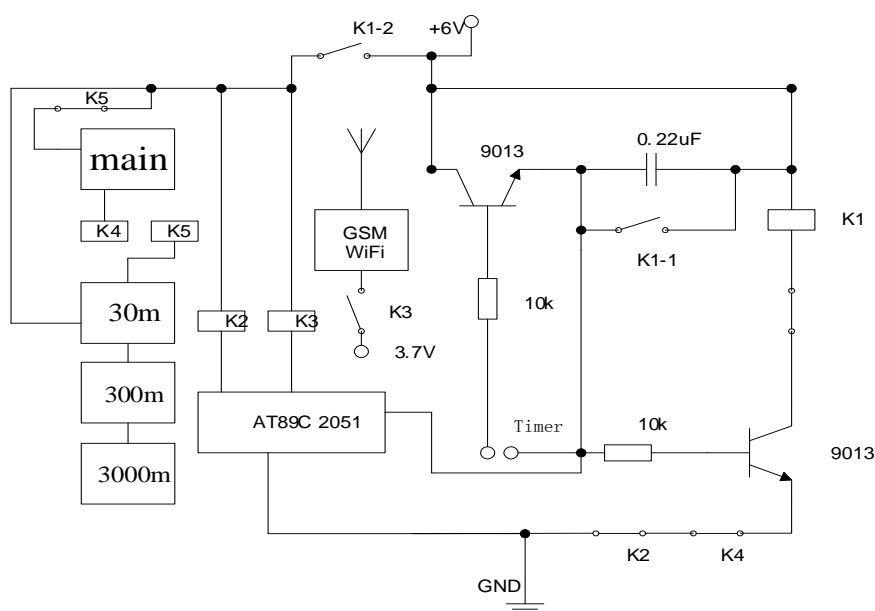 K1-2
+6V
K5
main
9013
0.22uF
K4
K5
GSM
WiFi
K1
K1-1
30m
K2
K3
K3
10k
3.7V
300m
AT89C 2051
Timer
10k
3000m
9013
K2
K4
GND